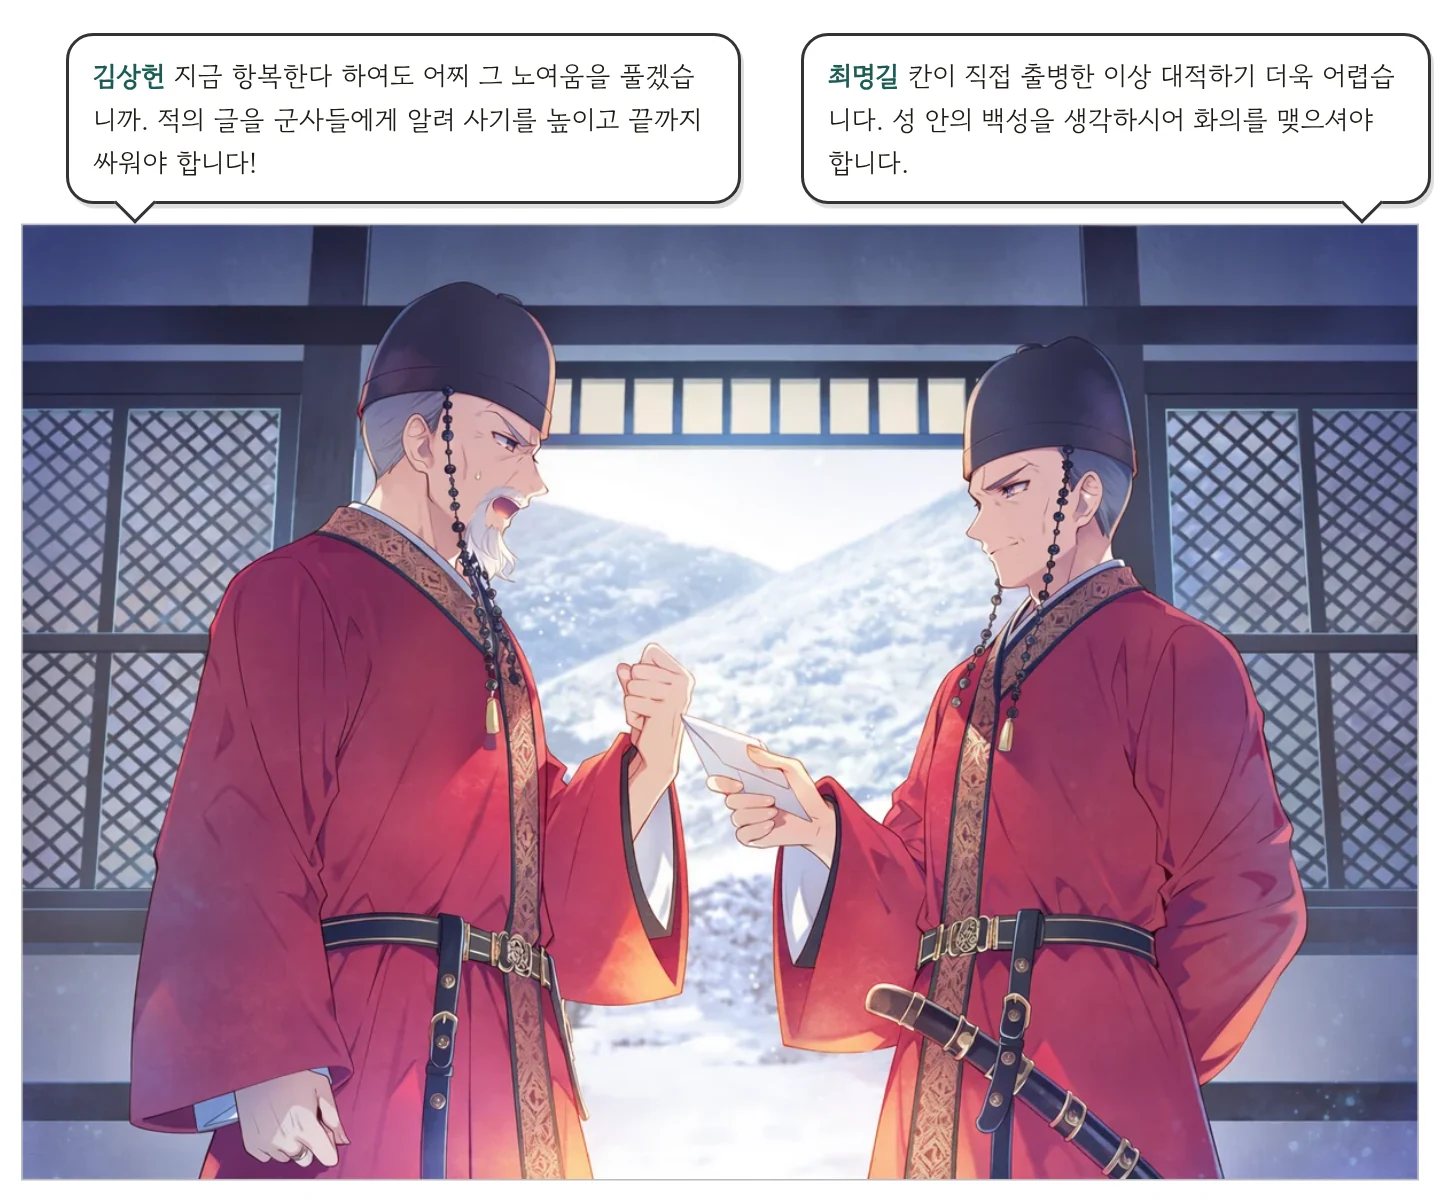 김상헌 지금 항복한다 하여도 어찌 그 노여움을 풀겠습
니까. 적의 글을 군사들에게 알려 사기를 높이고 끝까지
싸워야 합니다!
최명길 칸이 직접 출병한 이상 대적하기 더욱 어렵습
니다. 성 안의 백성을 생각하시어 화의를 맺으셔야
합니다.